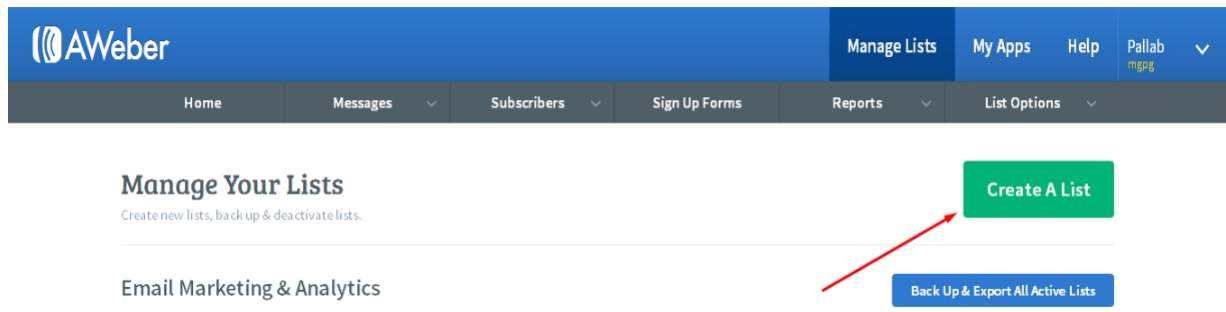 AWeber
Manage Lists My Apps Help Pallab
mgpg
Home Messages Subscribers Sign Up Forms Reports List Options
Manage Your Lists
Create A List
Create new lists, back up & deactivate lists.
Email Marketing & Analytics
Back Up & Export All Active Lists